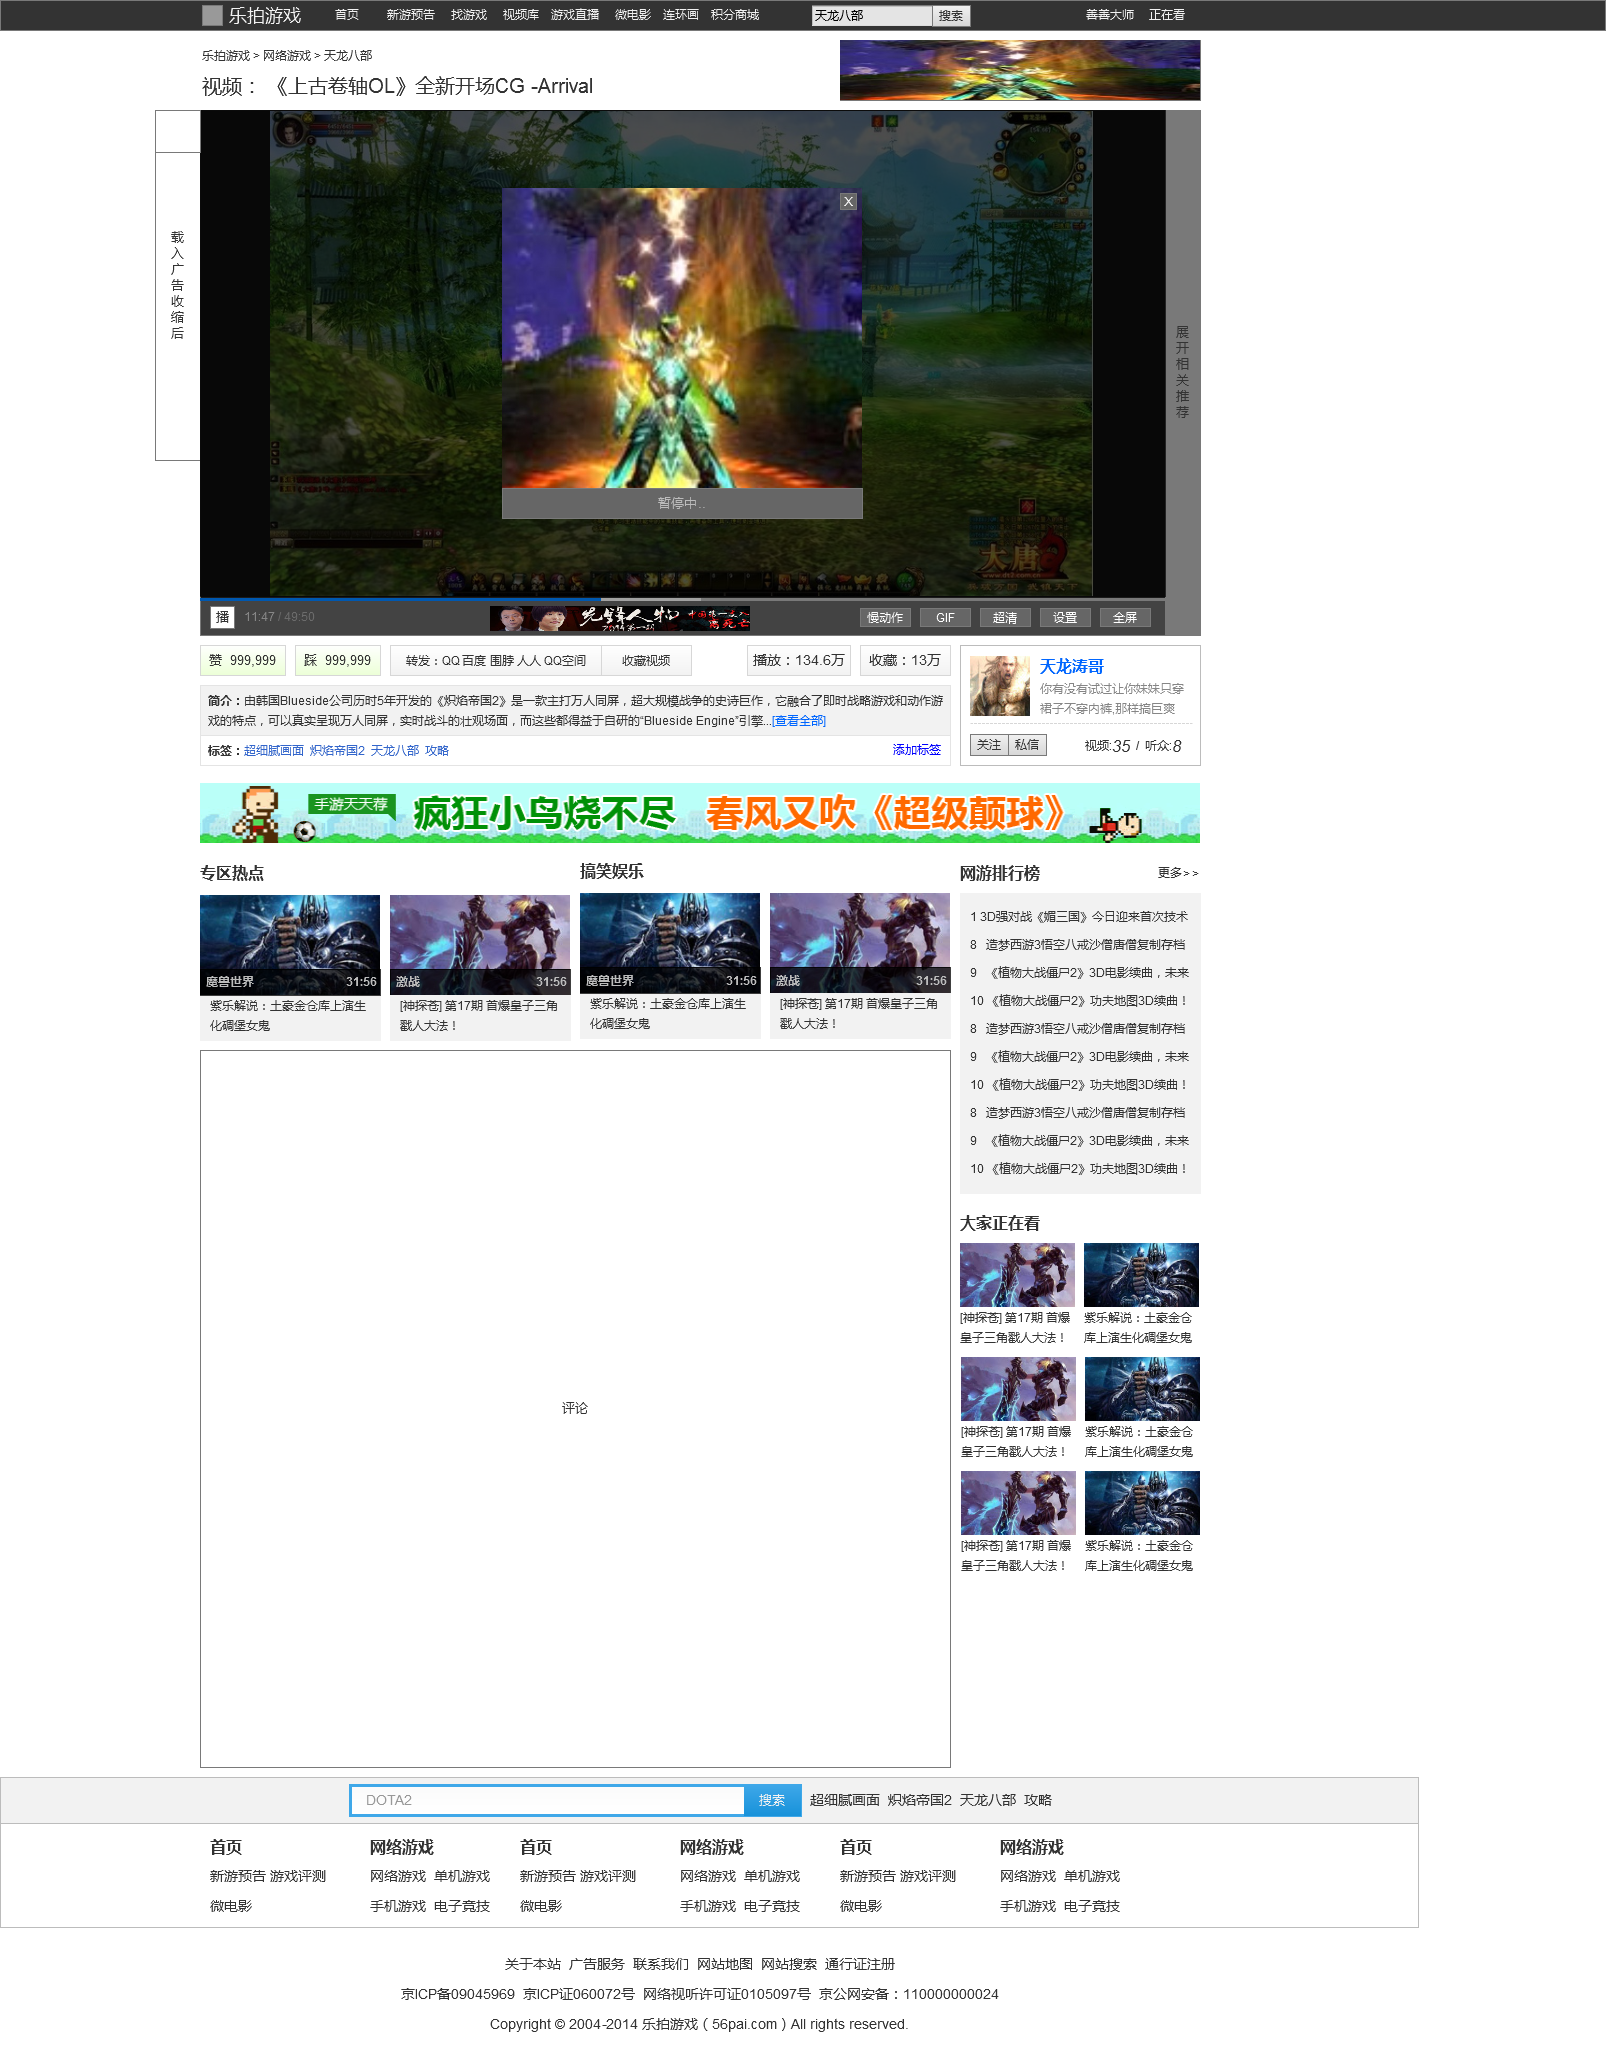 乐拍游戏 首页 新游预告 找游戏 视频库 游戏直播 微电影 连环画 积分商城 天龙八部 搜索 善善大师 正在看
乐拍游戏 > 网络游戏 > 天龙八部
视频：《上古卷轴OL》全新开场CG -Arrival
载入广告收缩后
X
展开相关推荐
暂停中..
大唐2
播 11:47 / 49:50 先锋人物 慢动作 GIF 超清 设置 全屏
赞 999,999 踩 999,999 转发：QQ 百度 围脖 人人 QQ空间 收藏视频 播放：134.6万 收藏：13万
简介：由韩国Blueside公司历时5年开发的《炽焰帝国2》是一款主打万人同屏，超大规模战争的史诗巨作，它融合了即时战略游戏和动作游
戏的特点，可以真实呈现万人同屏，实时战斗的壮观场面，而这些都得益于自研的“Blueside Engine”引擎...[查看全部]
标签：超细腻画面 炽焰帝国2 天龙八部 攻略 添加标签
天龙涛哥
你有没有试过让你妹妹只穿
裙子不穿内裤,那样搞巨爽
关注 私信 视频:35 / 听众:8
手游天天荐 疯狂小鸟烧不尽 春风又吹《超级颠球》
专区热点
魔兽世界 31:56
紫乐解说：土豪金仓库上演生
化碉堡女鬼
激战 31:56
[神探苍] 第17期 首爆皇子三角
戳人大法！
搞笑娱乐
魔兽世界 31:56
紫乐解说：土豪金仓库上演生
化碉堡女鬼
激战 31:56
[神探苍] 第17期 首爆皇子三角
戳人大法！
网游排行榜 更多>>
1 3D强对战《媚三国》今日迎来首次技术
8 造梦西游3悟空八戒沙僧唐僧复制存档
9 《植物大战僵尸2》3D电影续曲，未来
10 《植物大战僵尸2》功夫地图3D续曲！
8 造梦西游3悟空八戒沙僧唐僧复制存档
9 《植物大战僵尸2》3D电影续曲，未来
10 《植物大战僵尸2》功夫地图3D续曲！
8 造梦西游3悟空八戒沙僧唐僧复制存档
9 《植物大战僵尸2》3D电影续曲，未来
10 《植物大战僵尸2》功夫地图3D续曲！
评论
大家正在看
[神探苍] 第17期 首爆
皇子三角戳人大法！
紫乐解说：土豪金仓
库上演生化碉堡女鬼
[神探苍] 第17期 首爆
皇子三角戳人大法！
紫乐解说：土豪金仓
库上演生化碉堡女鬼
[神探苍] 第17期 首爆
皇子三角戳人大法！
紫乐解说：土豪金仓
库上演生化碉堡女鬼
DOTA2 搜索 超细腻画面 炽焰帝国2 天龙八部 攻略
首页 网络游戏 首页 网络游戏 首页 网络游戏
新游预告 游戏评测 网络游戏 单机游戏 新游预告 游戏评测 网络游戏 单机游戏 新游预告 游戏评测 网络游戏 单机游戏
微电影 手机游戏 电子竞技 微电影 手机游戏 电子竞技 微电影 手机游戏 电子竞技
关于本站 广告服务 联系我们 网站地图 网站搜索 通行证注册
京ICP备09045969 京ICP证060072号 网络视听许可证0105097号 京公网安备：110000000024
Copyright © 2004-2014 乐拍游戏（56pai.com）All rights reserved.